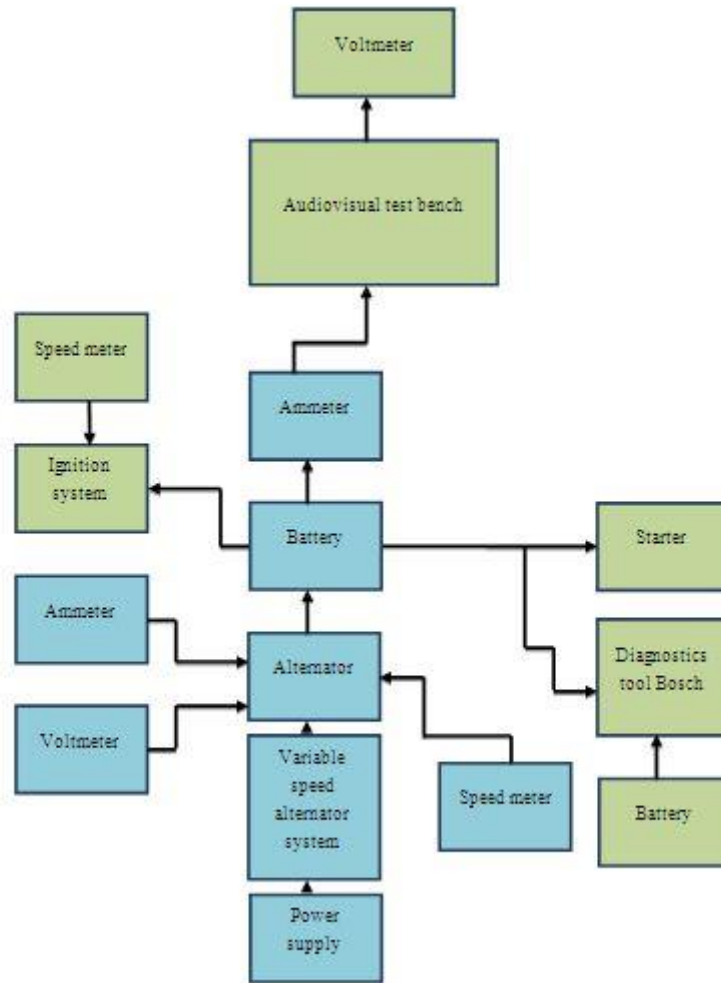 Voltmeter
Audiovisual test bench
Speed meter
Ammeter
Ignition
system
Battery
Starter
Ammeter
Alternator
Diagnostics
tool Bosch
Voltmeter
Variable
speed
alternator
system
Speed meter
Battery
Power
supply